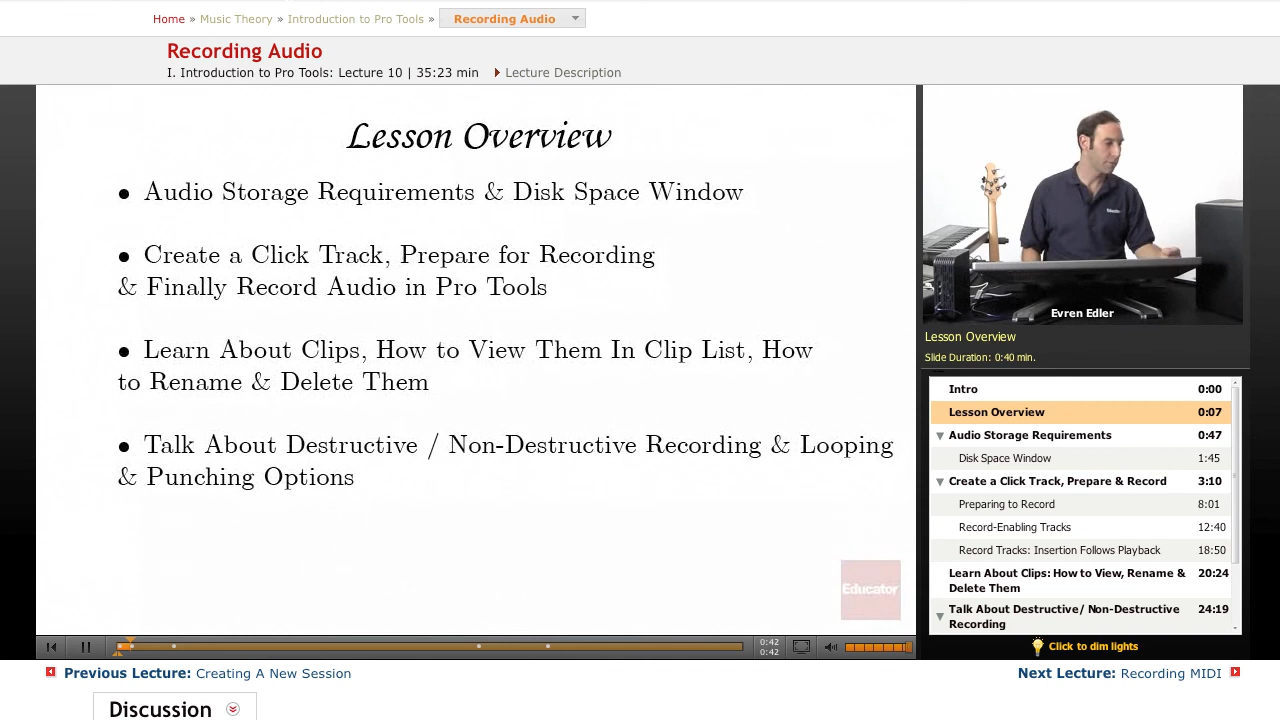 Home » Music Theory » Introduction to Pro Tools » Recording Audio
Recording Audio
I. Introduction to Pro Tools: Lecture 10 | 35:23 min Lecture Description
Lesson Overview
• Audio Storage Requirements & Disk Space Window
• Create a Click Track, Prepare for Recording
& Finally Record Audio in Pro Tools
• Learn About Clips, How to View Them In Clip List, How
to Rename & Delete Them
• Talk About Destructive / Non-Destructive Recording & Looping
& Punching Options
Educator
0:42
0:42
Evren Edler
Lesson Overview
Slide Duration: 0:40 min.
Intro 0:00
Lesson Overview 0:07
Audio Storage Requirements 0:47
Disk Space Window 1:45
Create a Click Track, Prepare & Record 3:10
Preparing to Record 8:01
Record-Enabling Tracks 12:40
Record Tracks: Insertion Follows Playback 18:50
Learn About Clips: How to View, Rename & 20:24
Delete Them
Talk About Destructive/ Non-Destructive 24:19
Recording
Click to dim lights
Previous Lecture: Creating A New Session
Next Lecture: Recording MIDI
Discussion